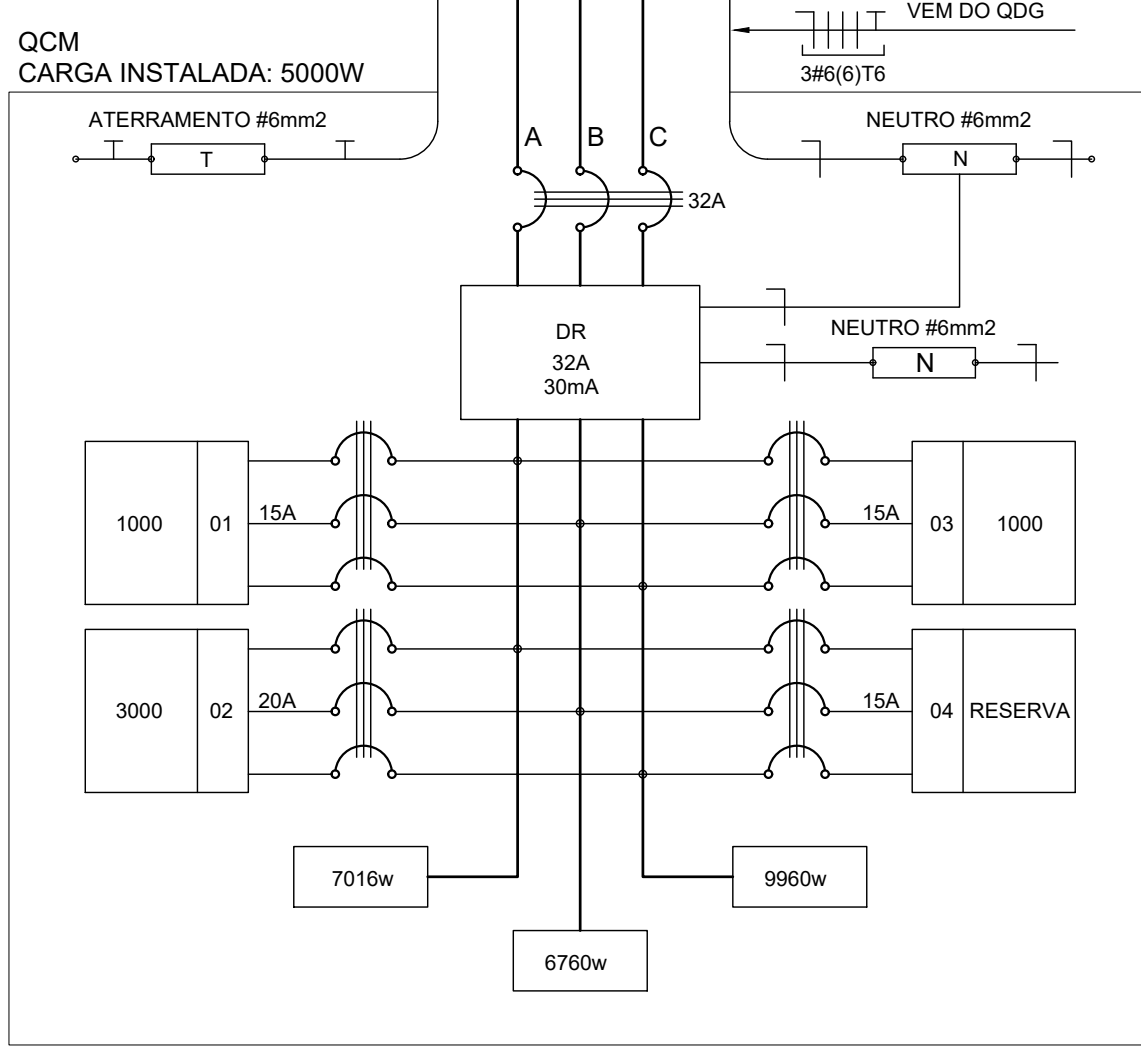 VEM DO QDG
QCM
CARGA INSTALADA: 5000W
3#6(6)T6
ATERRAMENTO #6mm2
NEUTRO #6mm2
A
B
C
T
N
32A
DR
32A
30mA
NEUTRO #6mm2
N
1000
01
15A
15A
03
1000
3000
02
20A
15A
04
RESERVA
7016w
9960w
6760w